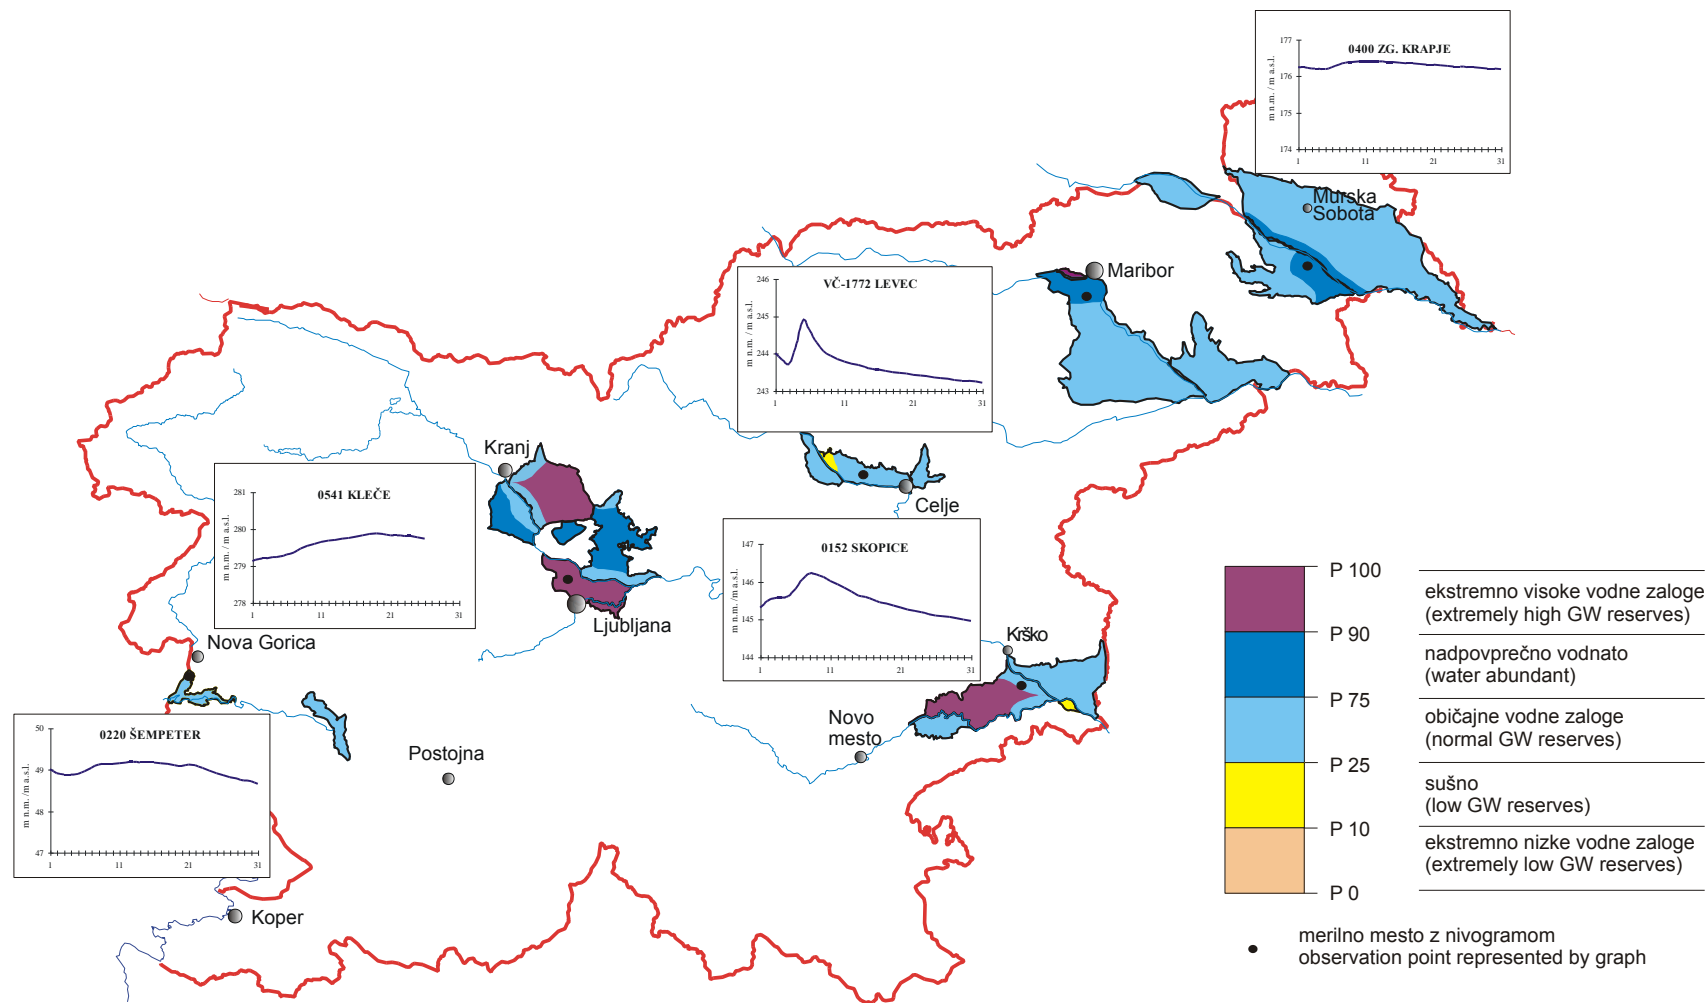 0400 ZG. KRAPJE
m n.m. / m a.s.l.
177
176
175
174
1
11
21
31
Murska
Sobota
Maribor
VČ-1772 LEVEC
m n.m. / m a.s.l.
246
245
244
243
1
11
21
31
Kranj
Celje
0541 KLEČE
m n.m. / m a.s.l.
281
280
279
278
1
11
21
31
0152 SKOPICE
m n.m. /m a.s.l.
147
146
145
144
1
11
21
31
Ljubljana
Nova Gorica
Krško
Novo
mesto
Postojna
0220 ŠEMPETER
m n.m. /m a.s.l.
50
49
48
47
1
11
21
31
Koper
P 100
ekstremno visoke vodne zaloge
(extremely high GW reserves)
P 90
nadpovprečno vodnato
(water abundant)
P 75
običajne vodne zaloge
(normal GW reserves)
P 25
sušno
(low GW reserves)
P 10
ekstremno nizke vodne zaloge
(extremely low GW reserves)
P 0
merilno mesto z nivogramom
observation point represented by graph